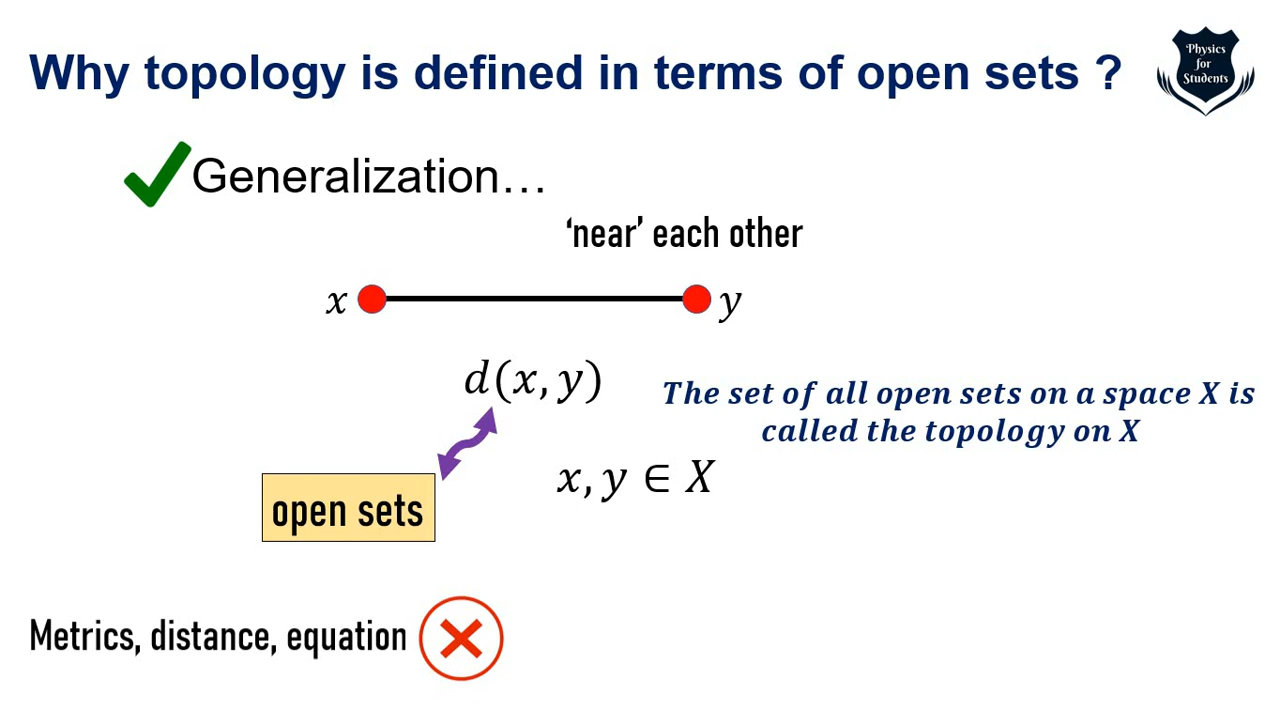 Why topology is defined in terms of open sets ?
Physics
for
Students
Generalization…
‘near’ each other
x
y
d(x, y)
The set of all open sets on a space X is
called the topology on X
x, y ∈ X
open sets
Metrics, distance, equation